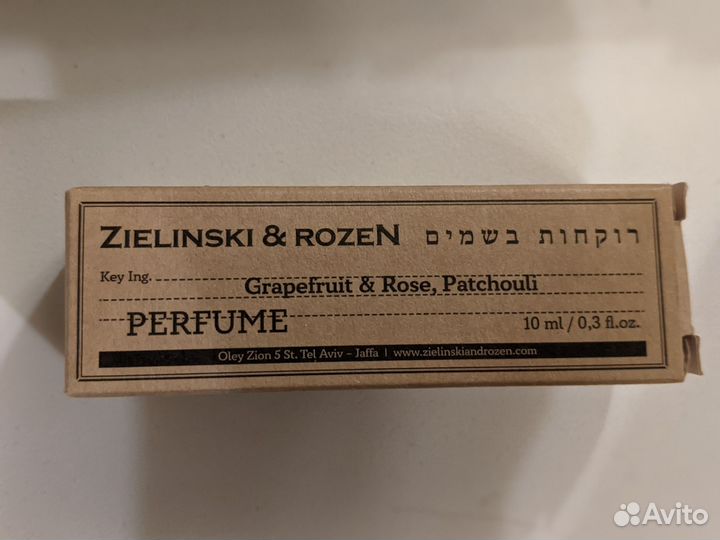 ZIELINSKI & ROZEN רוקחות בשמים
Key Ing.
Grapefruit & Rose, Patchouli
PERFUME 10 ml / 0,3 fl.oz.
Oley Zion 5 St. Tel Aviv - Jaffa | www.zielinskiandrozen.com
Avito